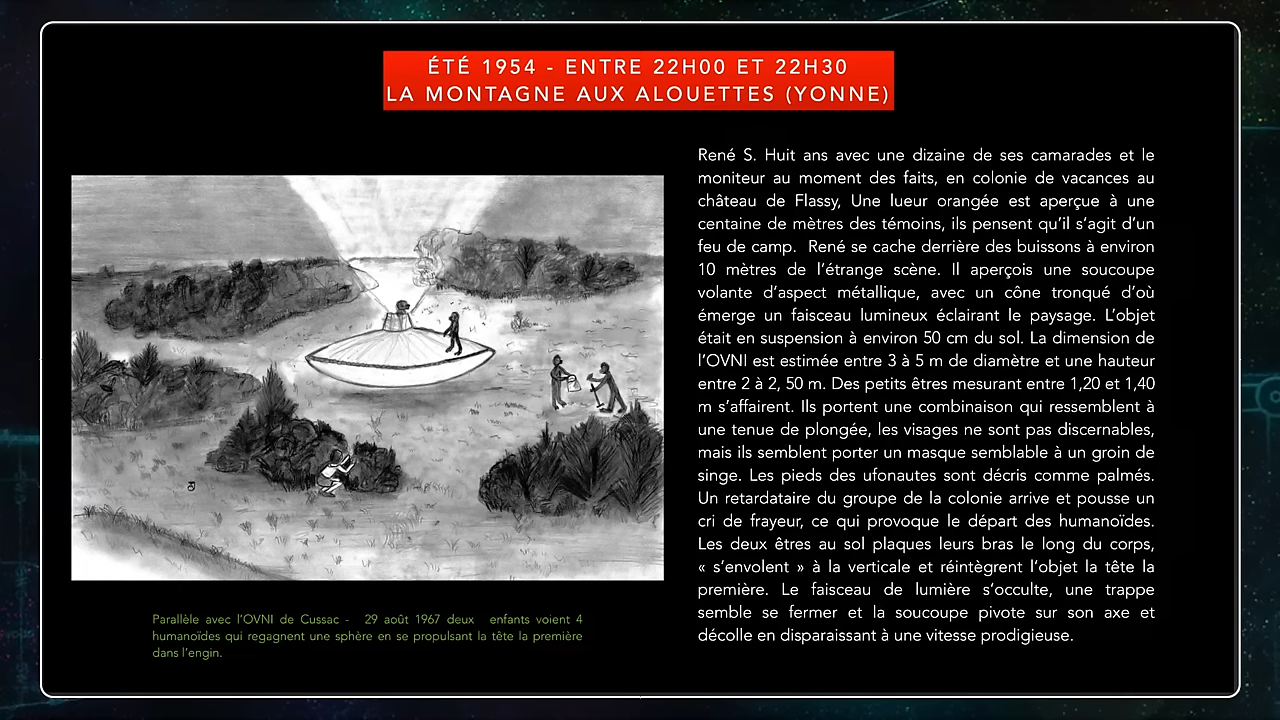 ÉTÉ 1954 - ENTRE 22H00 ET 22H30
LA MONTAGNE AUX ALOUETTES (YONNE)
René S. Huit ans avec une dizaine de ses camarades et le
moniteur au moment des faits, en colonie de vacances au
château de Flassy, Une lueur orangée est aperçue à une
centaine de mètres des témoins, ils pensent qu'il s'agit d'un
feu de camp.  René se cache derrière des buissons à environ
10 mètres de l'étrange scène. Il aperçois une soucoupe
volante d'aspect métallique, avec un cône tronqué d'où
émerge un faisceau lumineux éclairant le paysage. L'objet
était en suspension à environ 50 cm du sol. La dimension de
l'OVNI est estimée entre 3 à 5 m de diamètre et une hauteur
entre 2 à 2, 50 m. Des petits êtres mesurant entre 1,20 et 1,40
m s'affairent. Ils portent une combinaison qui ressemblent à
une tenue de plongée, les visages ne sont pas discernables,
mais ils semblent porter un masque semblable à un groin de
singe. Les pieds des ufonautes sont décris comme palmés.
Un retardataire du groupe de la colonie arrive et pousse un
cri de frayeur, ce qui provoque le départ des humanoïdes.
Les deux êtres au sol plaques leurs bras le long du corps,
« s'envolent » à la verticale et réintègrent l'objet la tête la
première. Le faisceau de lumière s'occulte, une trappe
semble se fermer et la soucoupe pivote sur son axe et
décolle en disparaissant à une vitesse prodigieuse.
Parallèle avec l'OVNI de Cussac -  29 août 1967 deux  enfants voient 4
humanoïdes qui regagnent une sphère en se propulsant la tête la première
dans l'engin.